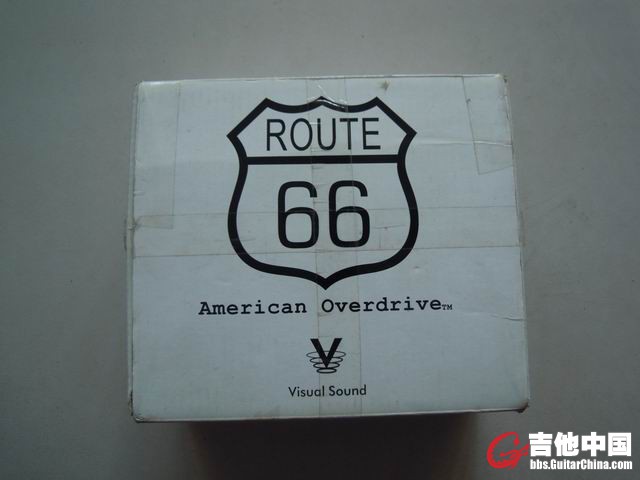 ROUTE
66
American Overdrive™
V
Visual Sound
吉他中国
bbs.GuitarChina.com